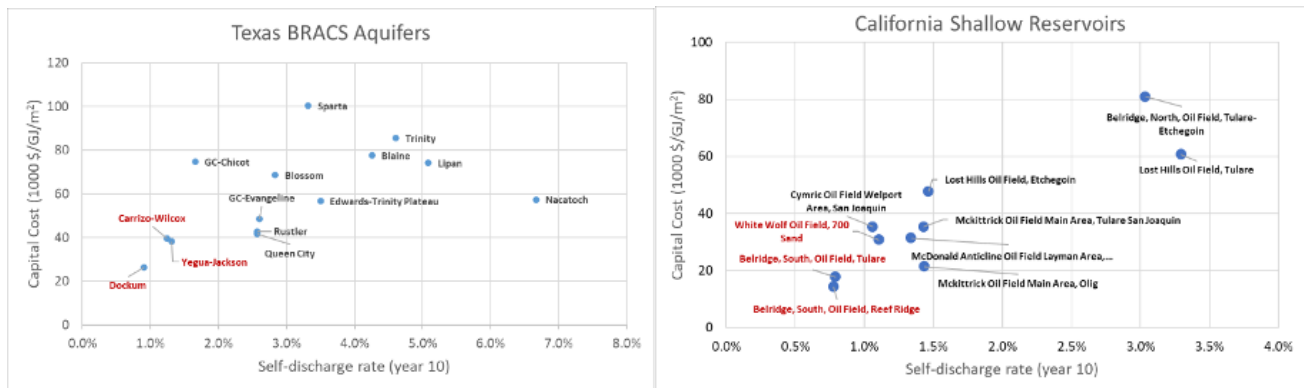 Texas BRACS Aquifers
Capital Cost (1000 $/GJ/m²)
120
100
80
60
40
20
0
Sparta
Trinity
GC-Chicot
Blaine
Lipan
Blossom
GC-Evangeline
Edwards-Trinity Plateau
Nacatoch
Carrizo-Wilcox
Rustler
Yegua-Jackson
Queen City
Dockum
0.0% 1.0% 2.0% 3.0% 4.0% 5.0% 6.0% 7.0% 8.0%
Self-discharge rate (year 10)
California Shallow Reservoirs
Capital Cost (1000 $/GJ/m²)
100
80
60
40
20
0
Belridge, North, Oil Field, Tulare-
Etchegoin
Lost Hills Oil Field, Tulare
Lost Hills Oil Field, Etchegoin
Cymric Oil Field Welport
Area, San Joaquin
Mckittrick Oil Field Main Area, Tulare San Joaquin
White Wolf Oil Field, 700
Sand
McDonald Anticline Oil Field Layman Area,...
Belridge, South, Oil Field, Tulare
Mckittrick Oil Field Main Area, Olig
Belridge, South, Oil Field, Reef Ridge
0.0% 0.5% 1.0% 1.5% 2.0% 2.5% 3.0% 3.5% 4.0%
Self-discharge rate (year 10)